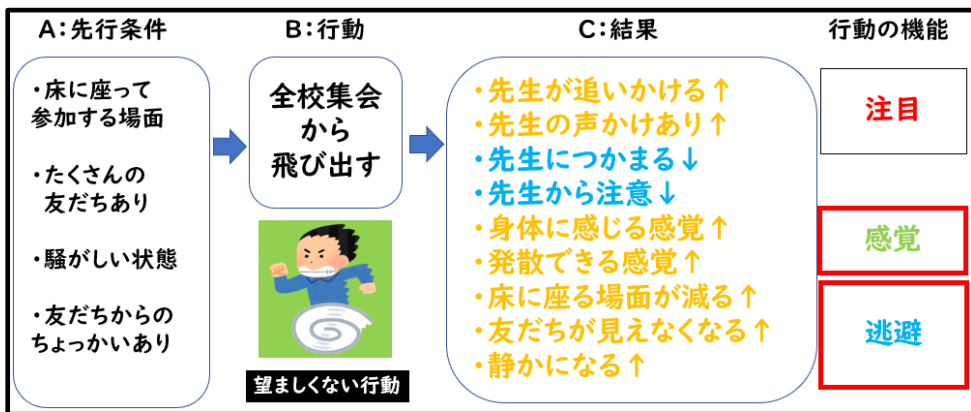 A:先行条件
B:行動
C:結果
行動の機能
・床に座って
参加する場面
・たくさんの
友だちあり
・騒がしい状態
・友だちからの
ちょっかいあり
全校集会
から
飛び出す
望ましくない行動
・先生が追いかける↑
・先生の声かけあり↑
・先生につかまる↓
・先生から注意↓
・身体に感じる感覚↑
・発散できる感覚↑
・床に座る場面が減る↑
・友だちが見えなくなる↑
・静かになる↑
注目
感覚
逃避